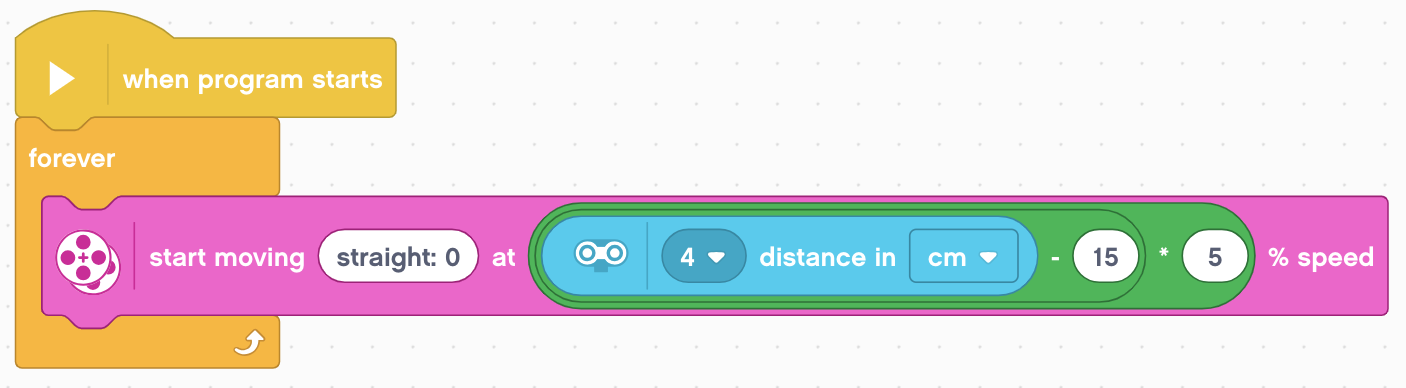 when program starts
forever
start moving straight: 0 at 4 distance in cm - 15 * 5 % speed